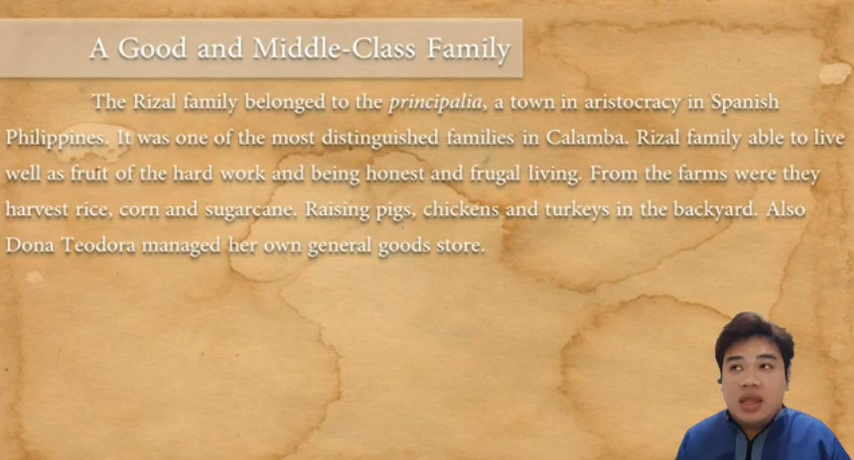 A Good and Middle-Class Family
The Rizal family belonged to the principalia, a town in aristocracy in Spanish
Philippines. It was one of the most distinguished families in Calamba. Rizal family able to live
well as fruit of the hard work and being honest and frugal living. From the farms were they
harvest rice, corn and sugarcane. Raising pigs, chickens and turkeys in the backyard. Also
Dona Teodora managed her own general goods store.